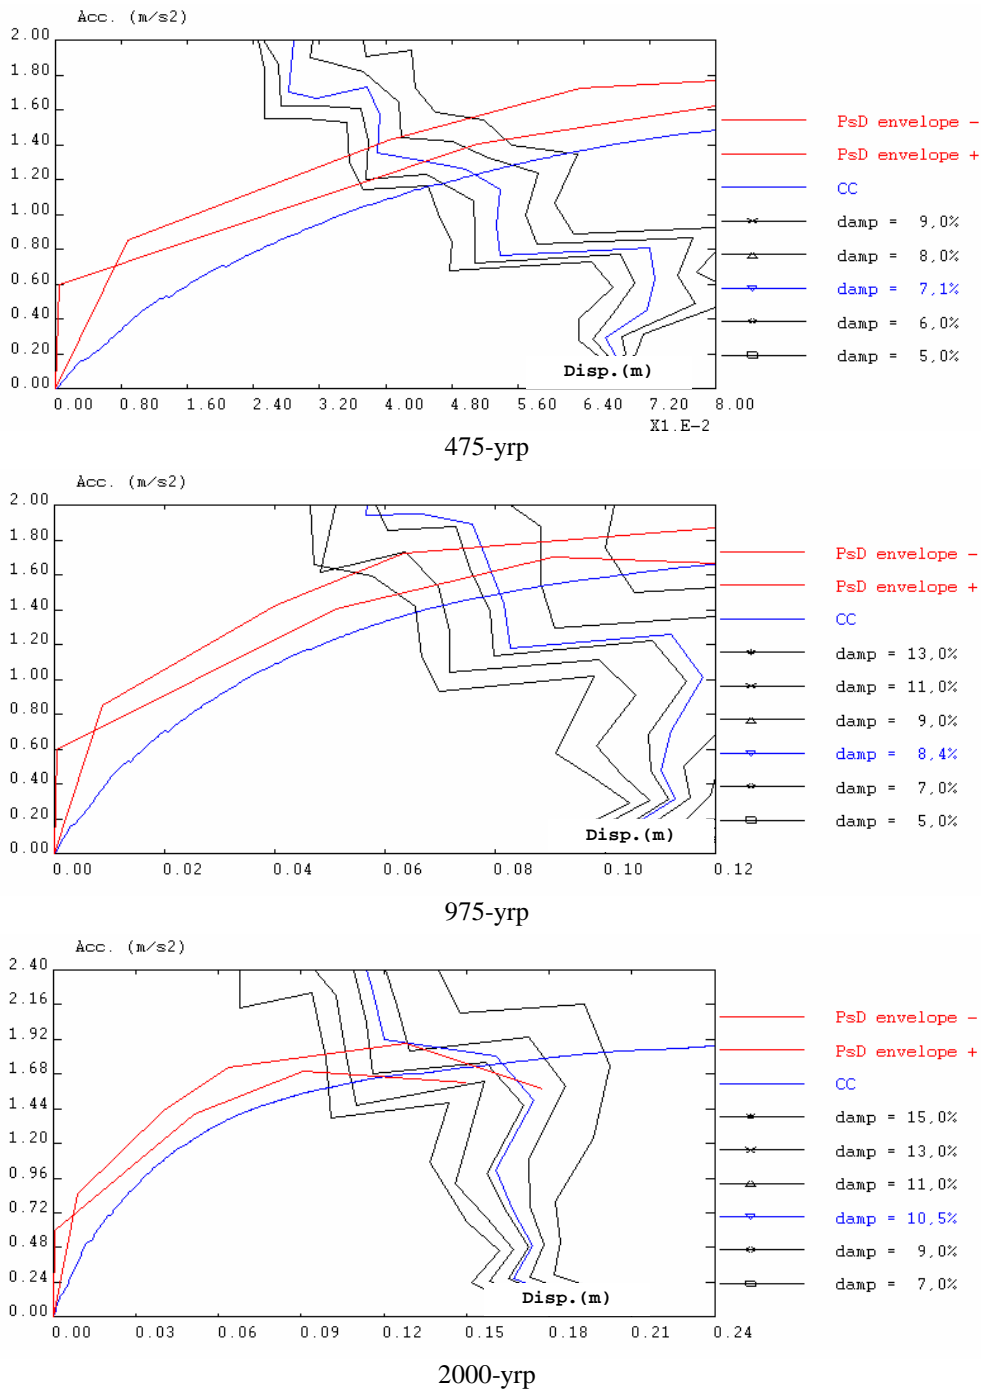 Acc. (m/s2)
2.00
1.80
1.60
1.40
1.20
1.00
0.80
0.60
0.40
0.20
0.00
0.00 0.80 1.60 2.40 3.20 4.00 4.80 5.60 6.40 7.20 8.00
X1.E-2
Disp.(m)
PsD envelope -
PsD envelope +
CC
damp = 9,0%
damp = 8,0%
damp = 7,1%
damp = 6,0%
damp = 5,0%
475-yrp
Acc. (m/s2)
2.00
1.80
1.60
1.40
1.20
1.00
0.80
0.60
0.40
0.20
0.00
0.00 0.02 0.04 0.06 0.08 0.10 0.12
Disp.(m)
PsD envelope -
PsD envelope +
CC
damp = 13,0%
damp = 11,0%
damp = 9,0%
damp = 8,4%
damp = 7,0%
damp = 5,0%
975-yrp
Acc. (m/s2)
2.40
2.16
1.92
1.68
1.44
1.20
0.96
0.72
0.48
0.24
0.00
0.00 0.03 0.06 0.09 0.12 0.15 0.18 0.21 0.24
Disp.(m)
PsD envelope -
PsD envelope +
CC
damp = 15,0%
damp = 13,0%
damp = 11,0%
damp = 10,5%
damp = 9,0%
damp = 7,0%
2000-yrp